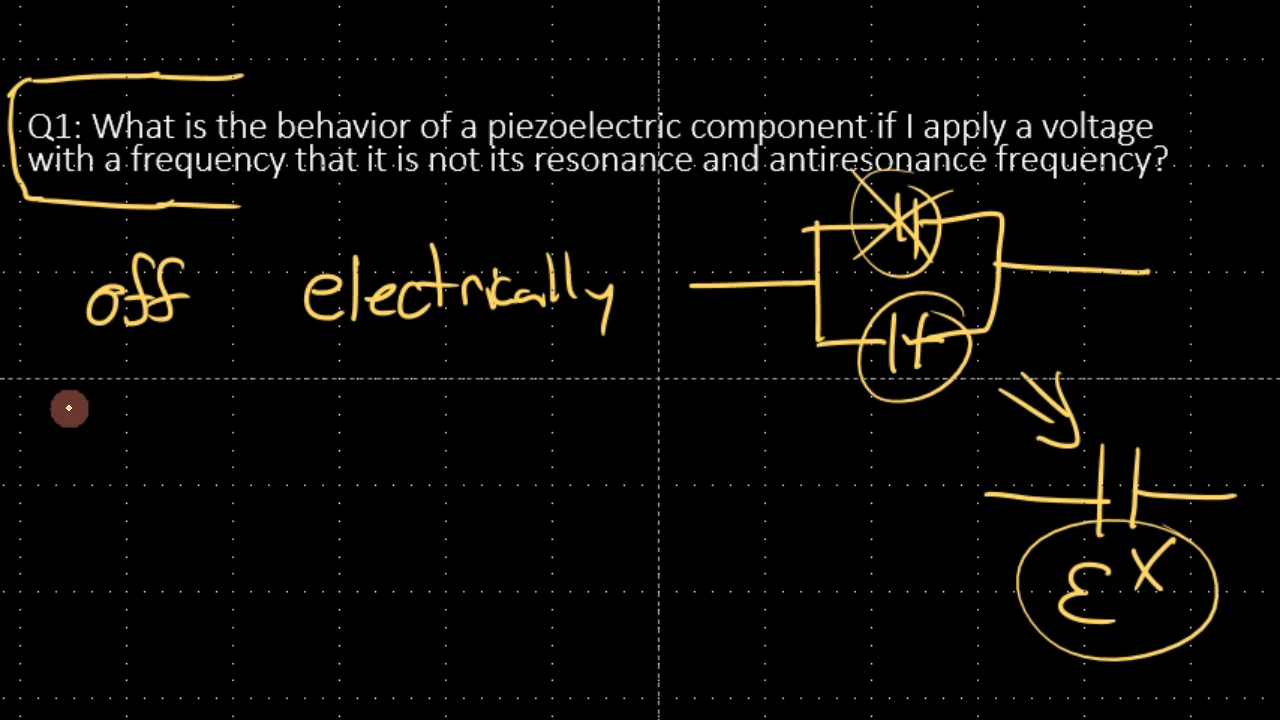 Q1: What is the behavior of a piezoelectric component if I apply a voltage
with a frequency that it is not its resonance and antiresonance frequency?
off electrically
ε^X